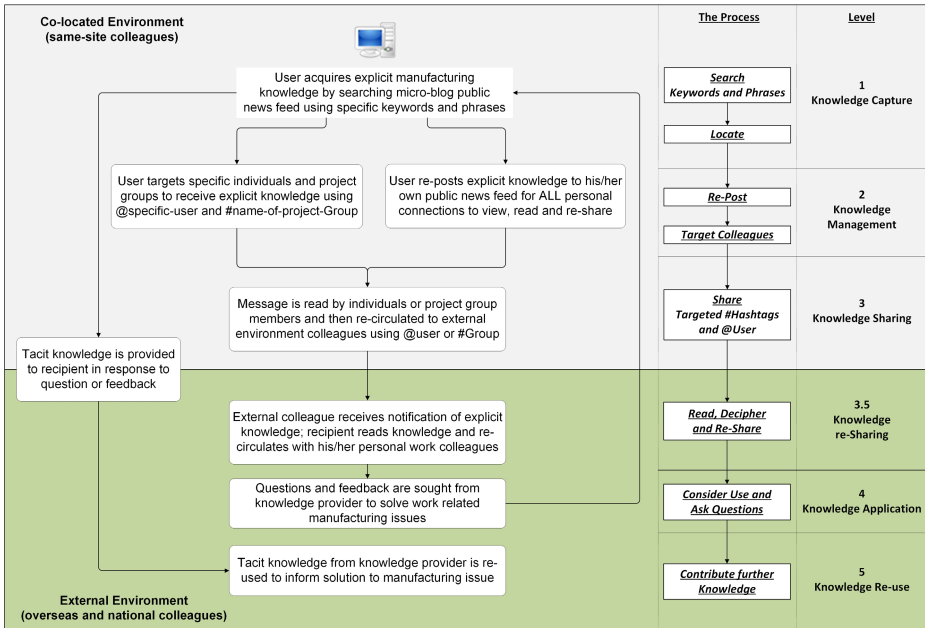 Co-located Environment
(same-site colleagues)
User acquires explicit manufacturing
knowledge by searching micro-blog public
news feed using specific keywords and phrases
User targets specific individuals and project
groups to receive explicit knowledge using
@specific-user and #name-of-project-Group
User re-posts explicit knowledge to his/her
own public news feed for ALL personal
connections to view, read and re-share
Message is read by individuals or project group
members and then re-circulated to external
environment colleagues using @user or #Group
Tacit knowledge is provided
to recipient in response to
question or feedback
External colleague receives notification of explicit
knowledge; recipient reads knowledge and re-
circulates with his/her personal work colleagues
Questions and feedback are sought from
knowledge provider to solve work related
manufacturing issues
Tacit knowledge from knowledge provider is re-
used to inform solution to manufacturing issue
External Environment
(overseas and national colleagues)
The Process
Search
Keywords and Phrases
Locate
Re-Post
Target Colleagues
Share
Targeted #Hashtags
and @User
Read, Decipher
and Re-Share
Consider Use and
Ask Questions
Contribute further
Knowledge
Level
1
Knowledge Capture
2
Knowledge
Management
3
Knowledge Sharing
3.5
Knowledge
re-Sharing
4
Knowledge Application
5
Knowledge Re-use